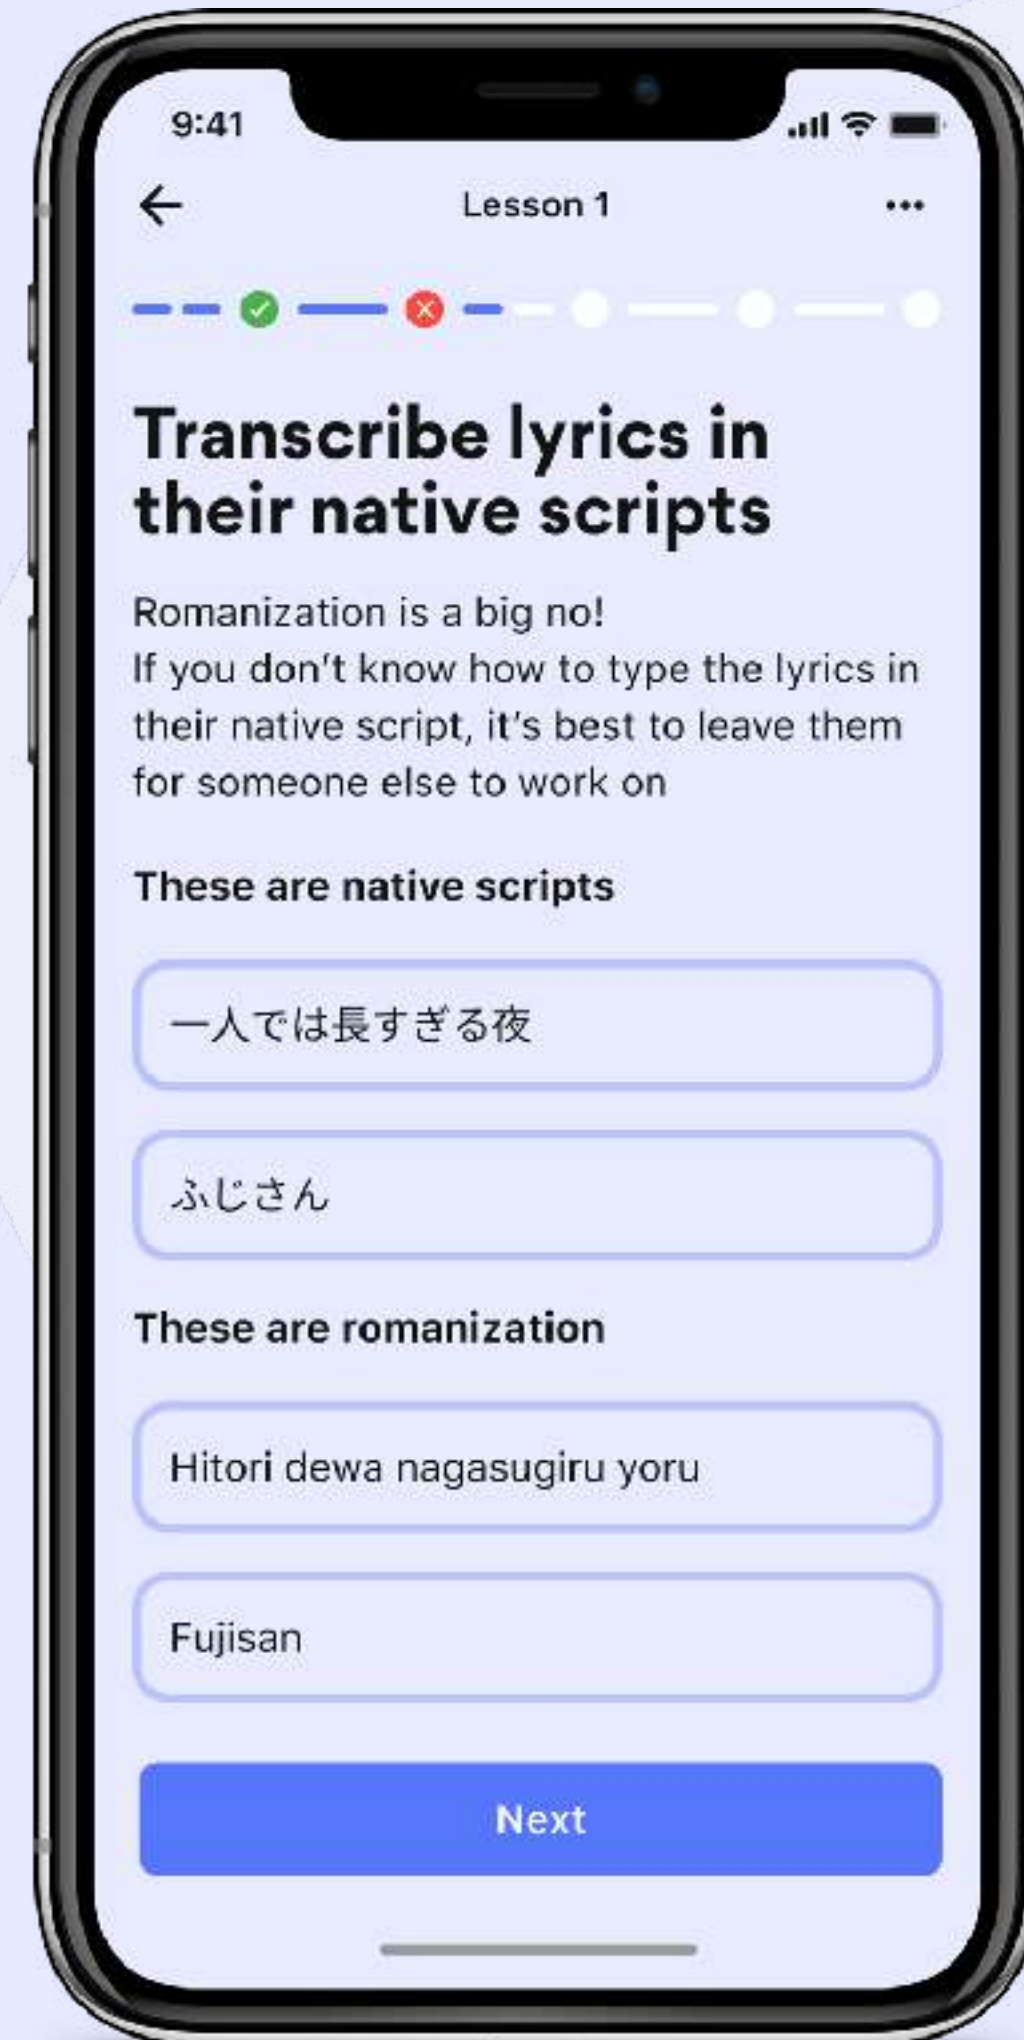 9:41
Lesson 1
Transcribe lyrics in
their native scripts
Romanization is a big no!
If you don't know how to type the lyrics in
their native script, it's best to leave them
for someone else to work on
These are native scripts
一人では長すぎる夜
ふじさん
These are romanization
Hitori dewa nagasugiru yoru
Fujisan
Next